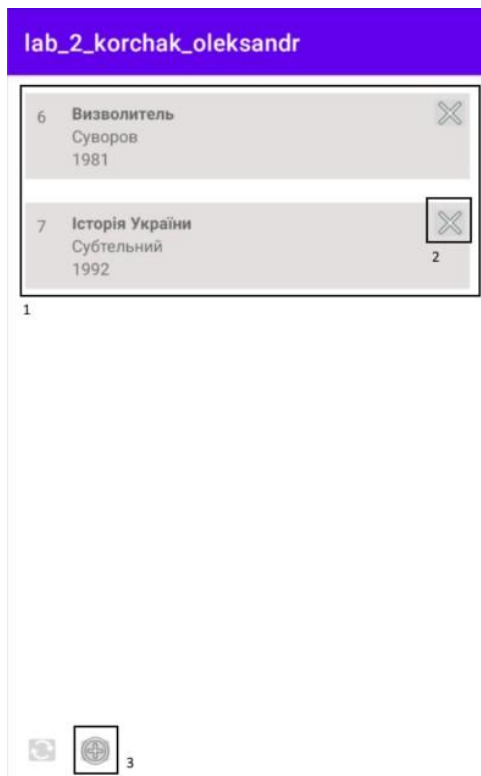 lab_2_korchak_oleksandr
6 Визволитель
Суворов
1981
7 Історія України
Субтельний
1992
2
1
3